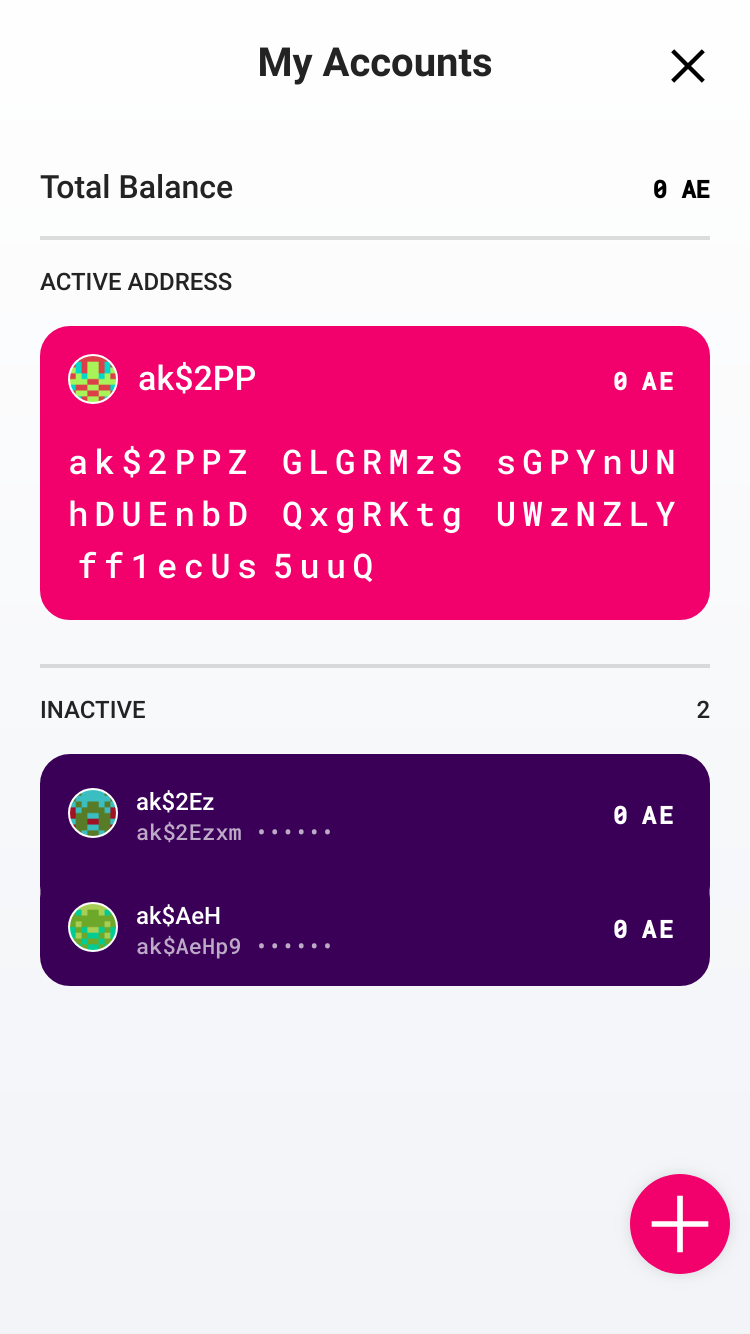 My Accounts
Total Balance 0 AE
ACTIVE ADDRESS
ak$2PP 0 AE
ak$2PPZ GLGRMzS sGPYnUN
hDUEnbD QxgRKtg UWzNZLY
ff1ecUs 5uuQ
INACTIVE 2
ak$2Ez
ak$2Ezxm ······ 0 AE
ak$AeH
ak$AeHp9 ······ 0 AE